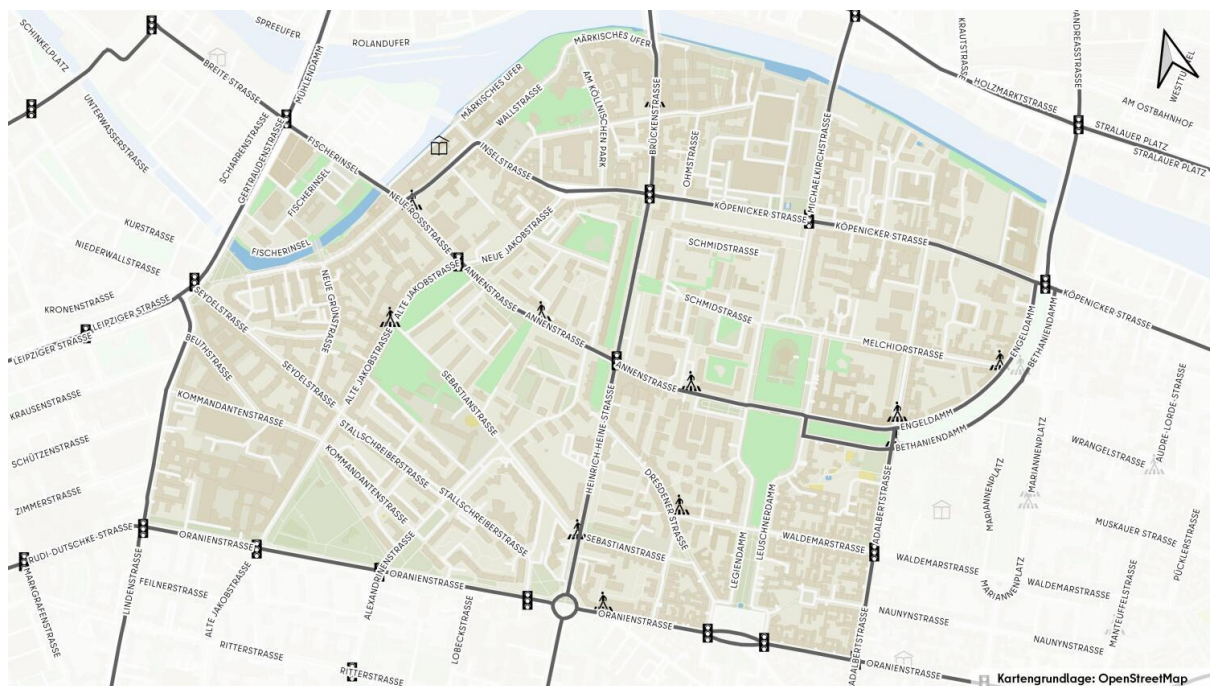 SCHINKELPLATZ
SPREEUFER
ROLANDUFER
MÜHLENDAMM
BREITE STRASSE
UNTERWASSERSTRASSE
SCHARRENSTRASSE
GERTRAUDENSTRASSE
FISCHERINSEL
FISCHERINSEL
FISCHERINSEL
MÄRKISCHES UFER
MÄRKISCHES UFER
WALLSTRASSE
AM KÖLLNISCHEN PARK
BRÜCKENSTRASSE
OHMSTRASSE
MICHAELKIRCHSTRASSE
KRAUTSTRASSE
ANDREASSTRASSE
HOLZMARKTSTRASSE
WESTTU
AM OSTBAHNHOF
STRALAUER PLATZ
STRALAUER PLATZ
INSELSTRASSE
NEUE ROSSSTRASSE
KÖPENICKER STRASSE
KÖPENICKER STRASSE
KÖPENICKER STRASSE
KURSTRASSE
NIEDERWALLSTRASSE
KRONENSTRASSE
LEIPZIGER STRASSE
LEIPZIGER STRASSE
SEYDELSTRASSE
BEUTHSTRASSE
NEUE GRÜNSTRASSE
NEUE JAKOBSTRASSE
ALTE JAKOBSTRASSE
ALTE JAKOBSTRASSE
ANNENSTRASSE
ANNENSTRASSE
ANNENSTRASSE
SCHMIDSTRASSE
SCHMIDSTRASSE
MELCHIORSTRASSE
ENGELDAMM
BETHANIENDAMM
ENGELDAMM
BETHANIENDAMM
KRAUSENSTRASSE
SCHÜTZENSTRASSE
ZIMMERSTRASSE
RUDI-DUTSCHKE-STRASSE
MARKGRAFENSTRASSE
LINDENSTRASSE
KOMMANDANTENSTRASSE
KOMMANDANTENSTRASSE
SEYDELSTRASSE
SEBASTIANSTRASSE
STALLSCHREIBERSTRASSE
STALLSCHREIBERSTRASSE
HEINRICH-HEINE-STRASSE
DRESDENER STRASSE
SEBASTIANSTRASSE
LEGIENDAMM
LEUSCHNERDAMM
WALDEMARSTRASSE
WALDEMARSTRASSE
WALDEMARSTRASSE
ADALBERTSTRASSE
ADALBERTSTRASSE
MARIANNENPLATZ
MARIANNENPLATZ
MARIANNENPLATZ
WRANGELSTRASSE
AUDRE-LORDE-STRASSE
MUSKAUER STRASSE
PÜCKLERSTRASSE
MANTEUFFELSTRASSE
NAUNYNSTRASSE
NAUNYNSTRASSE
ORANIENSTRASSE
ORANIENSTRASSE
ORANIENSTRASSE
ORANIENSTRASSE
FEILNERSTRASSE
ALTE JAKOBSTRASSE
ALEXANDRINENSTRASSE
LOBECKSTRASSE
RITTERSTRASSE
RITTERSTRASSE
Kartengrundlage: OpenStreetMap